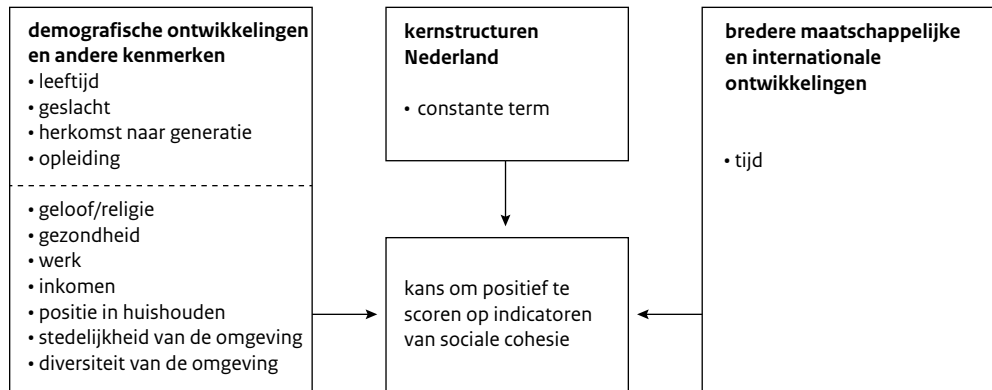 demografische ontwikkelingen
en andere kenmerken
• leeftijd
• geslacht
• herkomst naar generatie
• opleiding
• geloof/religie
• gezondheid
• werk
• inkomen
• positie in huishouden
• stedelijkheid van de omgeving
• diversiteit van de omgeving
kernstructuren
Nederland
• constante term
kans om positief te
scoren op indicatoren
van sociale cohesie
bredere maatschappelijke
en internationale
ontwikkelingen
• tijd